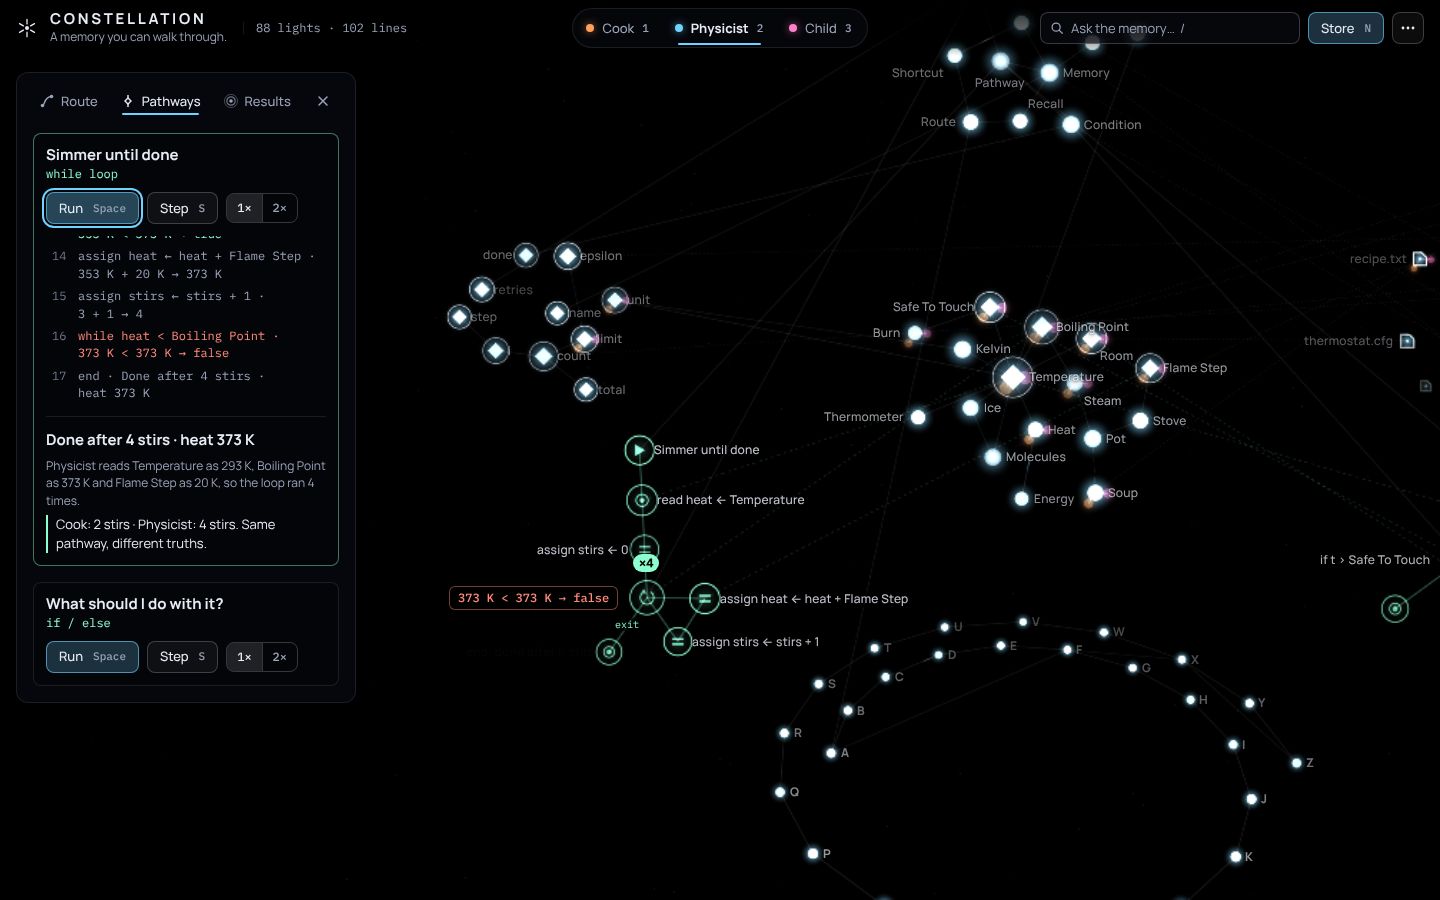 CONSTELLATION
A memory you can walk through.
88 lights · 102 lines
Cook 1
Physicist 2
Child 3
Ask the memory… /
Store N
Route
Pathways
Results
Simmer until done
while loop
Run Space
Step S
1×
2×
14 assign heat ← heat + Flame Step ·
353 K + 20 K → 373 K
15 assign stirs ← stirs + 1 ·
3 + 1 → 4
16 while heat < Boiling Point ·
373 K < 373 K → false
17 end · Done after 4 stirs ·
heat 373 K
Done after 4 stirs · heat 373 K
Physicist reads Temperature as 293 K, Boiling Point
as 373 K and Flame Step as 20 K, so the loop ran 4
times.
Cook: 2 stirs · Physicist: 4 stirs. Same
pathway, different truths.
What should I do with it?
if / else
Run Space
Step S
1×
2×
Shortcut
Pathway
Memory
Recall
Route
Condition
done
epsilon
retries
unit
step
name
limit
count
total
recipe.txt
thermostat.cfg
Safe To Touch
Boiling Point
Burn
Kelvin
Room
Temperature
Flame Step
Steam
Ice
Thermometer
Stove
Heat
Pot
Molecules
Energy
Soup
Simmer until done
read heat ← Temperature
assign stirs ← 0
×4
373 K < 373 K → false
assign heat ← heat + Flame Step
exit
assign stirs ← stirs + 1
if t > Safe To Touch
U
V
W
T
D
E
F
X
S
C
G
B
H
Y
R
A
I
Z
Q
J
P
K